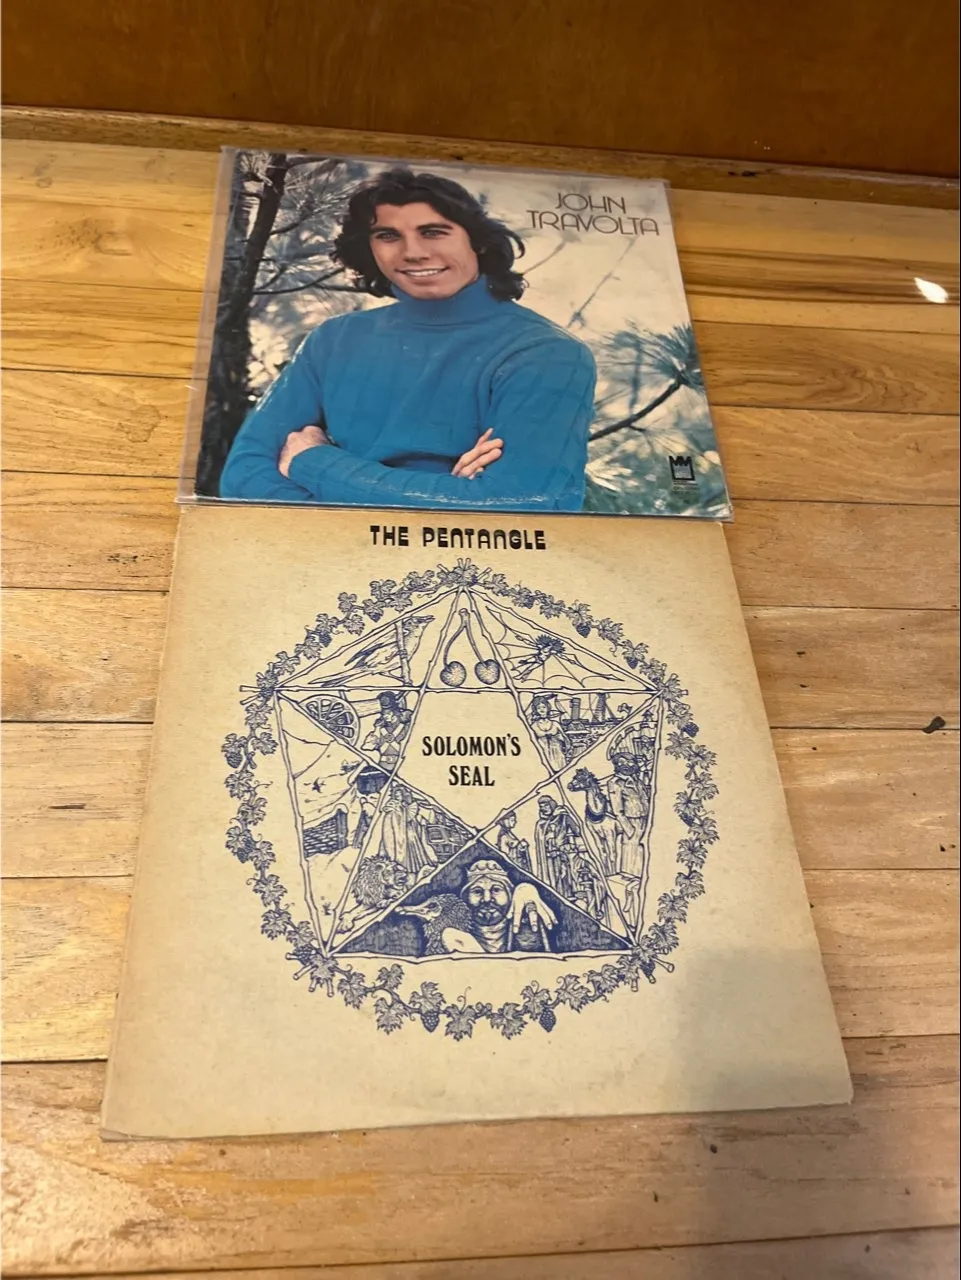 JOHN
TRAVOLTA
THE PENTANGLE
SOLOMON'S
SEAL